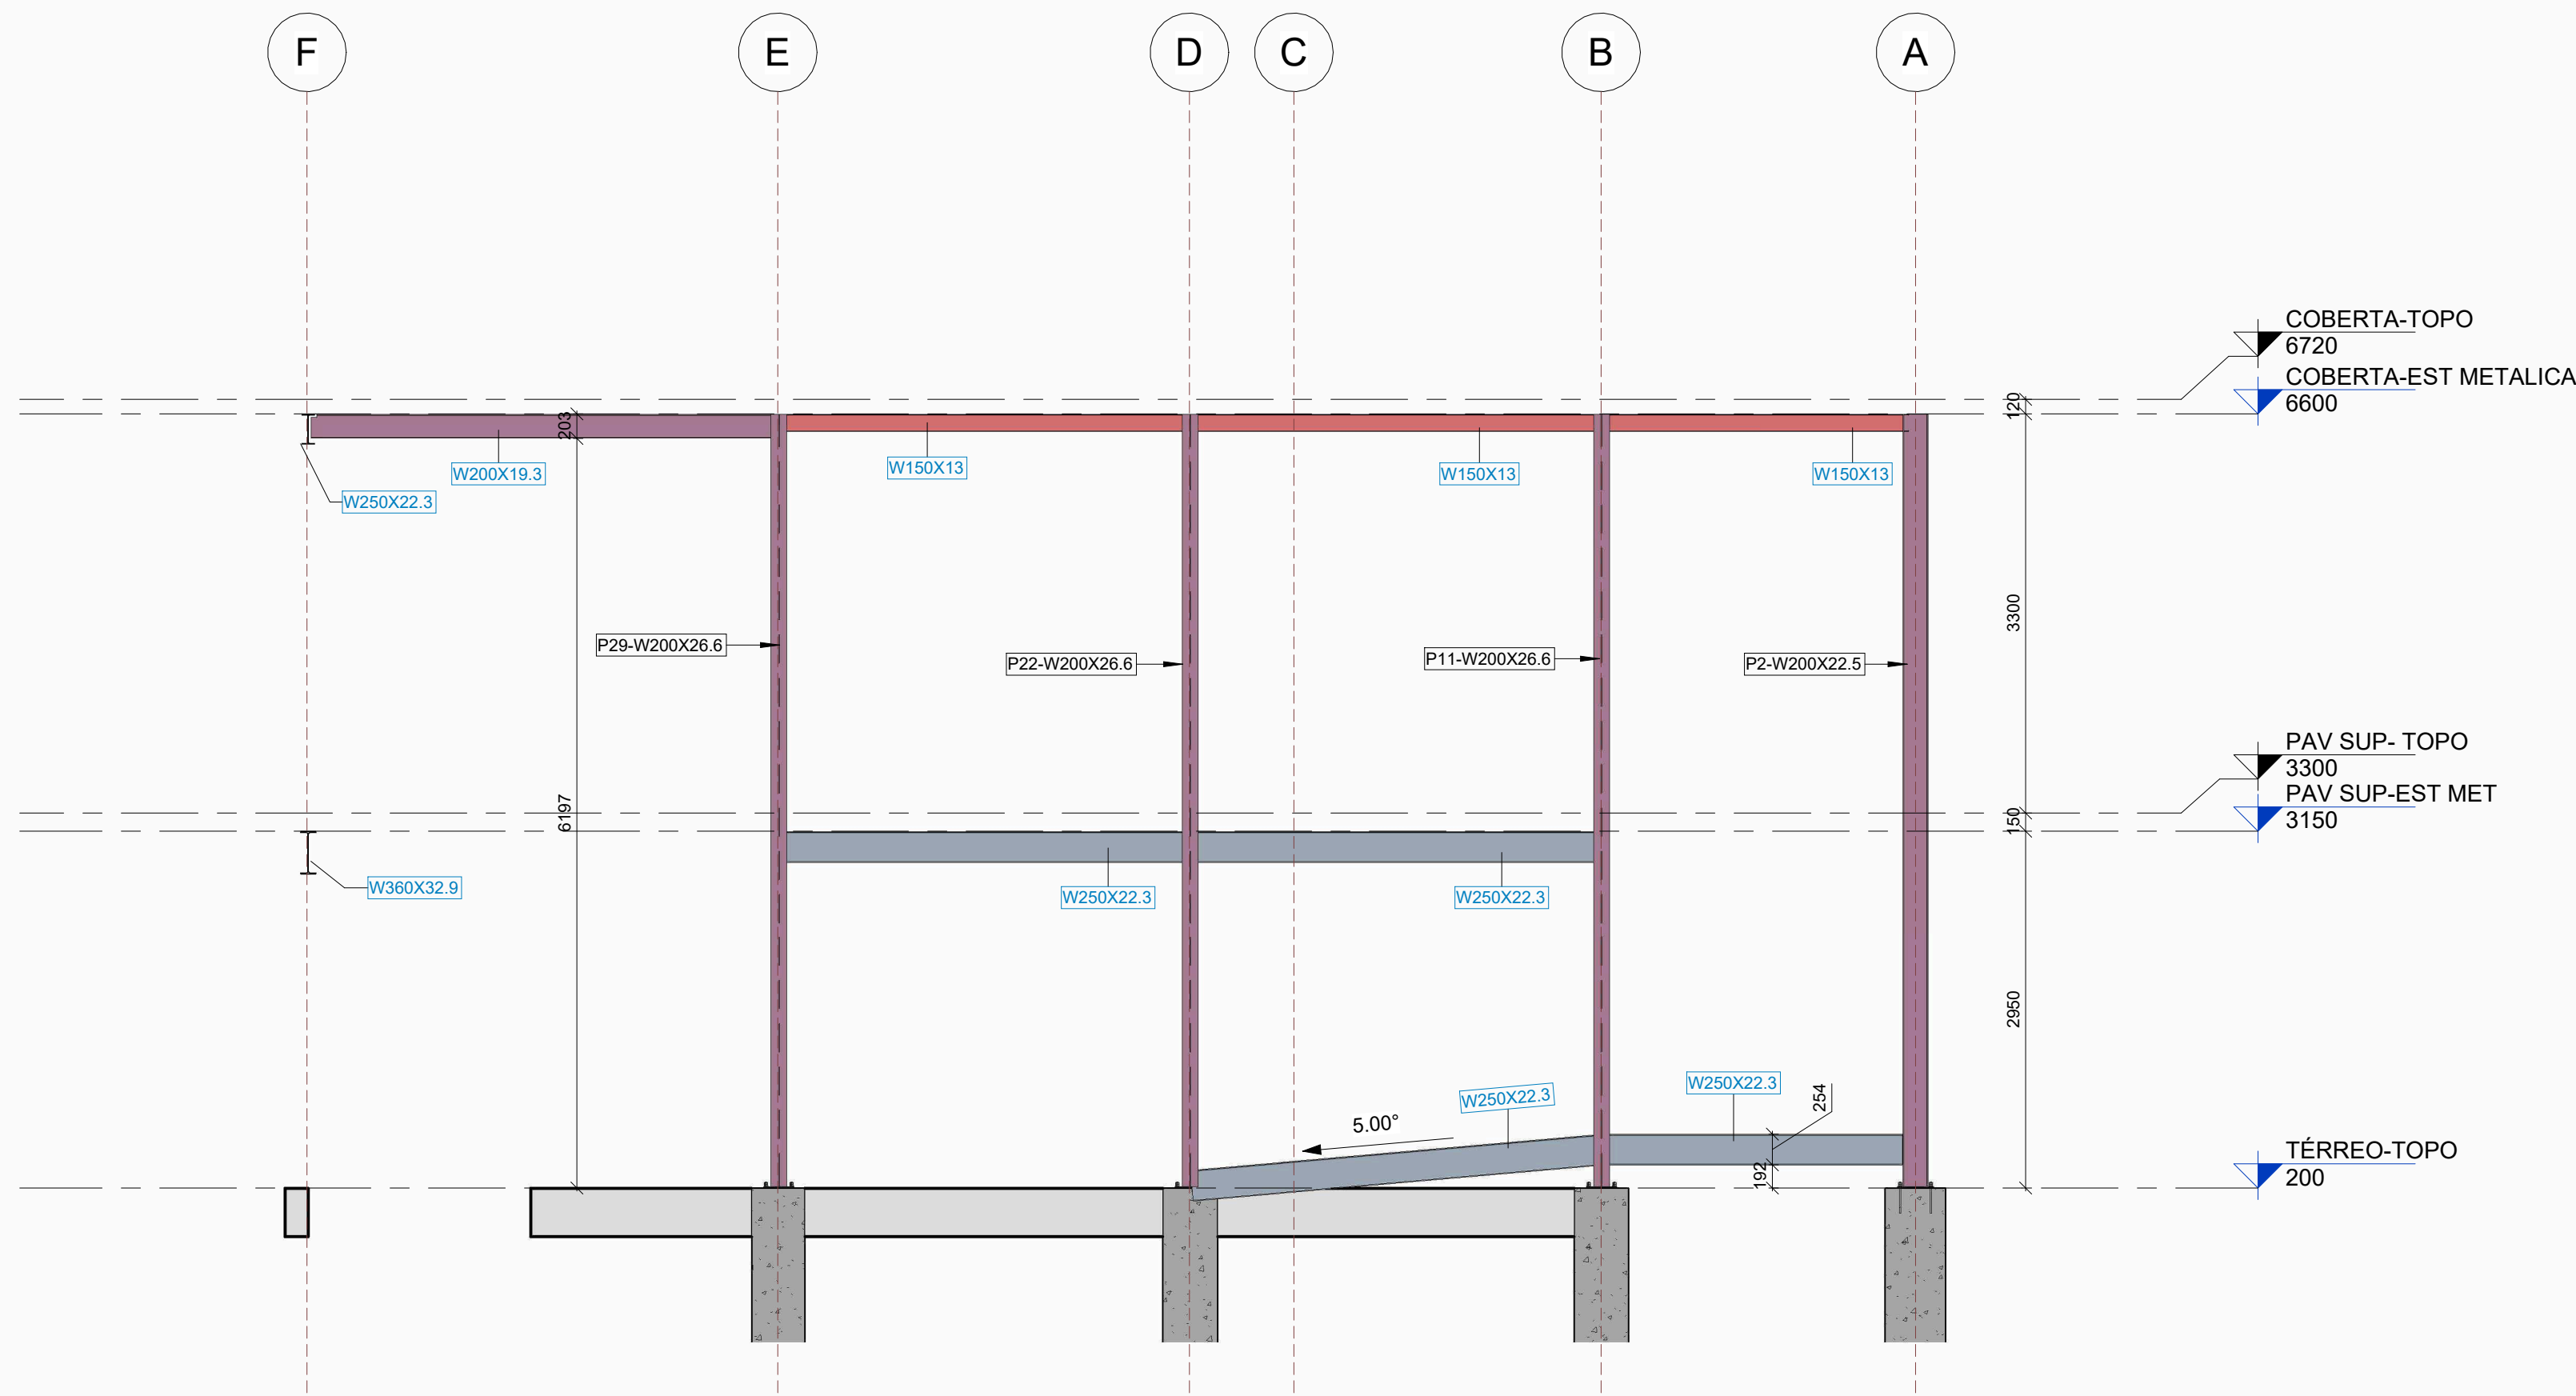 F
E
D
C
B
A
COBERTA-TOPO
6720
COBERTA-EST METALICA
6600
120
203
W200X19.3
W150X13
W150X13
W150X13
W250X22.3
3300
P29-W200X26.6
P22-W200X26.6
P11-W200X26.6
P2-W200X22.5
PAV SUP- TOPO
3300
PAV SUP-EST MET
3150
150
6197
W360X32.9
W250X22.3
W250X22.3
2950
W250X22.3
W250X22.3
254
5.00°
192
TÉRREO-TOPO
200